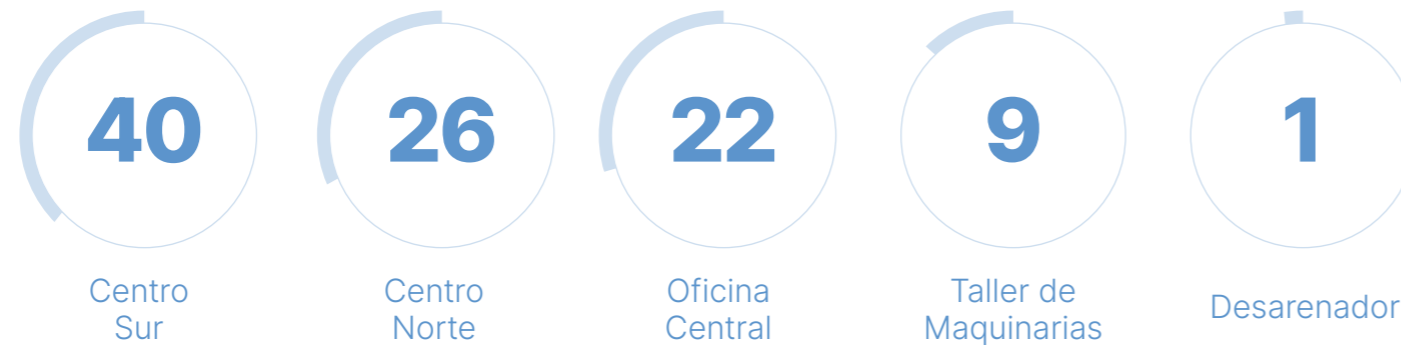 40
Centro
Sur
26
Centro
Norte
22
Oficina
Central
9
Taller de
Maquinarias
1
Desarenador